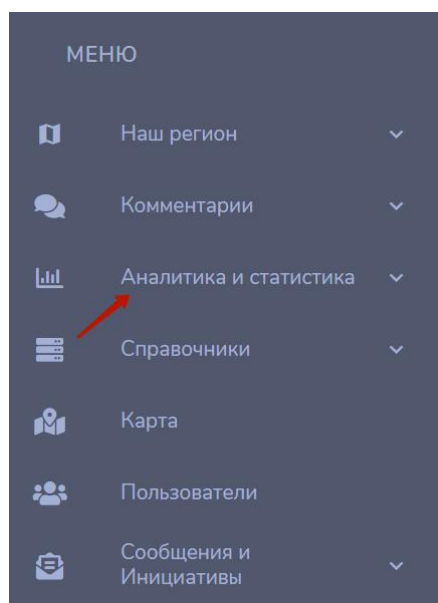 МЕНЮ
Наш регион
Комментарии
Аналитика и статистика
Справочники
Карта
Пользователи
Сообщения и
Инициативы